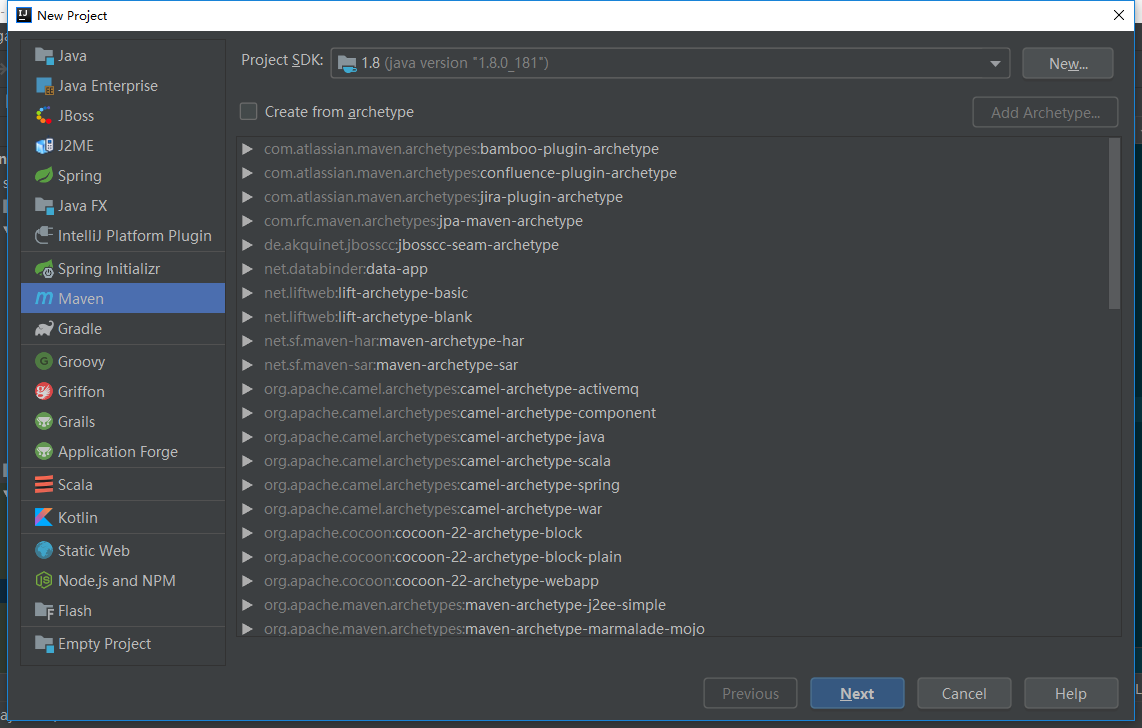 New Project
Java
Java Enterprise
JBoss
J2ME
Spring
Java FX
IntelliJ Platform Plugin
Spring Initializr
Maven
Gradle
Groovy
Griffon
Grails
Application Forge
Scala
Kotlin
Static Web
Node.js and NPM
Flash
Empty Project
Project SDK: 1.8 (java version "1.8.0_181") New...
Create from archetype Add Archetype...
com.atlassian.maven.archetypes:bamboo-plugin-archetype
com.atlassian.maven.archetypes:confluence-plugin-archetype
com.atlassian.maven.archetypes:jira-plugin-archetype
com.rfc.maven.archetypes:jpa-maven-archetype
de.akquinet.jbosscc:jbosscc-seam-archetype
net.databinder:data-app
net.liftweb:lift-archetype-basic
net.liftweb:lift-archetype-blank
net.sf.maven-har:maven-archetype-har
net.sf.maven-sar:maven-archetype-sar
org.apache.camel.archetypes:camel-archetype-activemq
org.apache.camel.archetypes:camel-archetype-component
org.apache.camel.archetypes:camel-archetype-java
org.apache.camel.archetypes:camel-archetype-scala
org.apache.camel.archetypes:camel-archetype-spring
org.apache.camel.archetypes:camel-archetype-war
org.apache.cocoon:cocoon-22-archetype-block
org.apache.cocoon:cocoon-22-archetype-block-plain
org.apache.cocoon:cocoon-22-archetype-webapp
org.apache.maven.archetypes:maven-archetype-j2ee-simple
org.apache.maven.archetypes:maven-archetype-marmalade-mojo
Previous Next Cancel Help